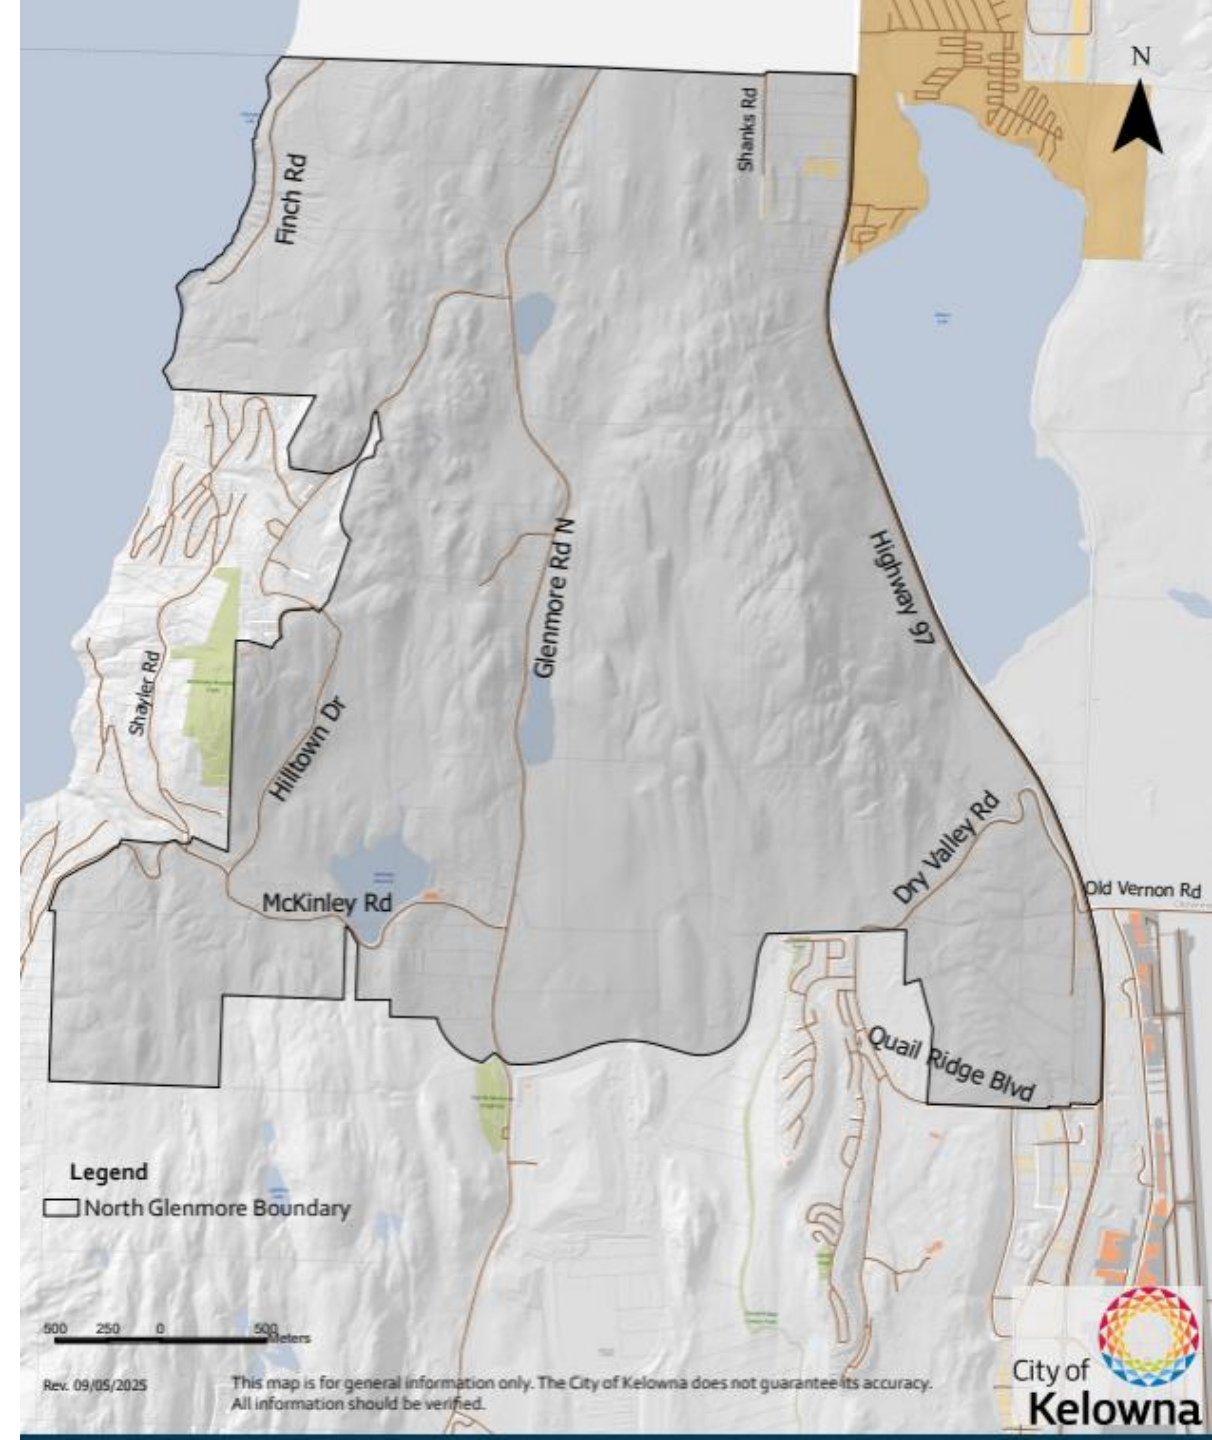 N
Shanks Rd
Finch Rd
Glenmore Rd N
Highway 97
Shayler Rd
Hilltown Dr
Dry Valley Rd
Old Vernon Rd
McKinley Rd
Quail Ridge Blvd
Legend
North Glenmore Boundary
500 250 0 500
Meters
Rev. 09/05/2025
This map is for general information only. The City of Kelowna does not guarantee its accuracy.
All information should be verified.
City of
Kelowna